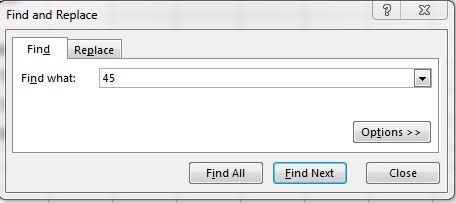 Find and Replace
Find Replace
Find what: 45
Options >>
Find All Find Next Close